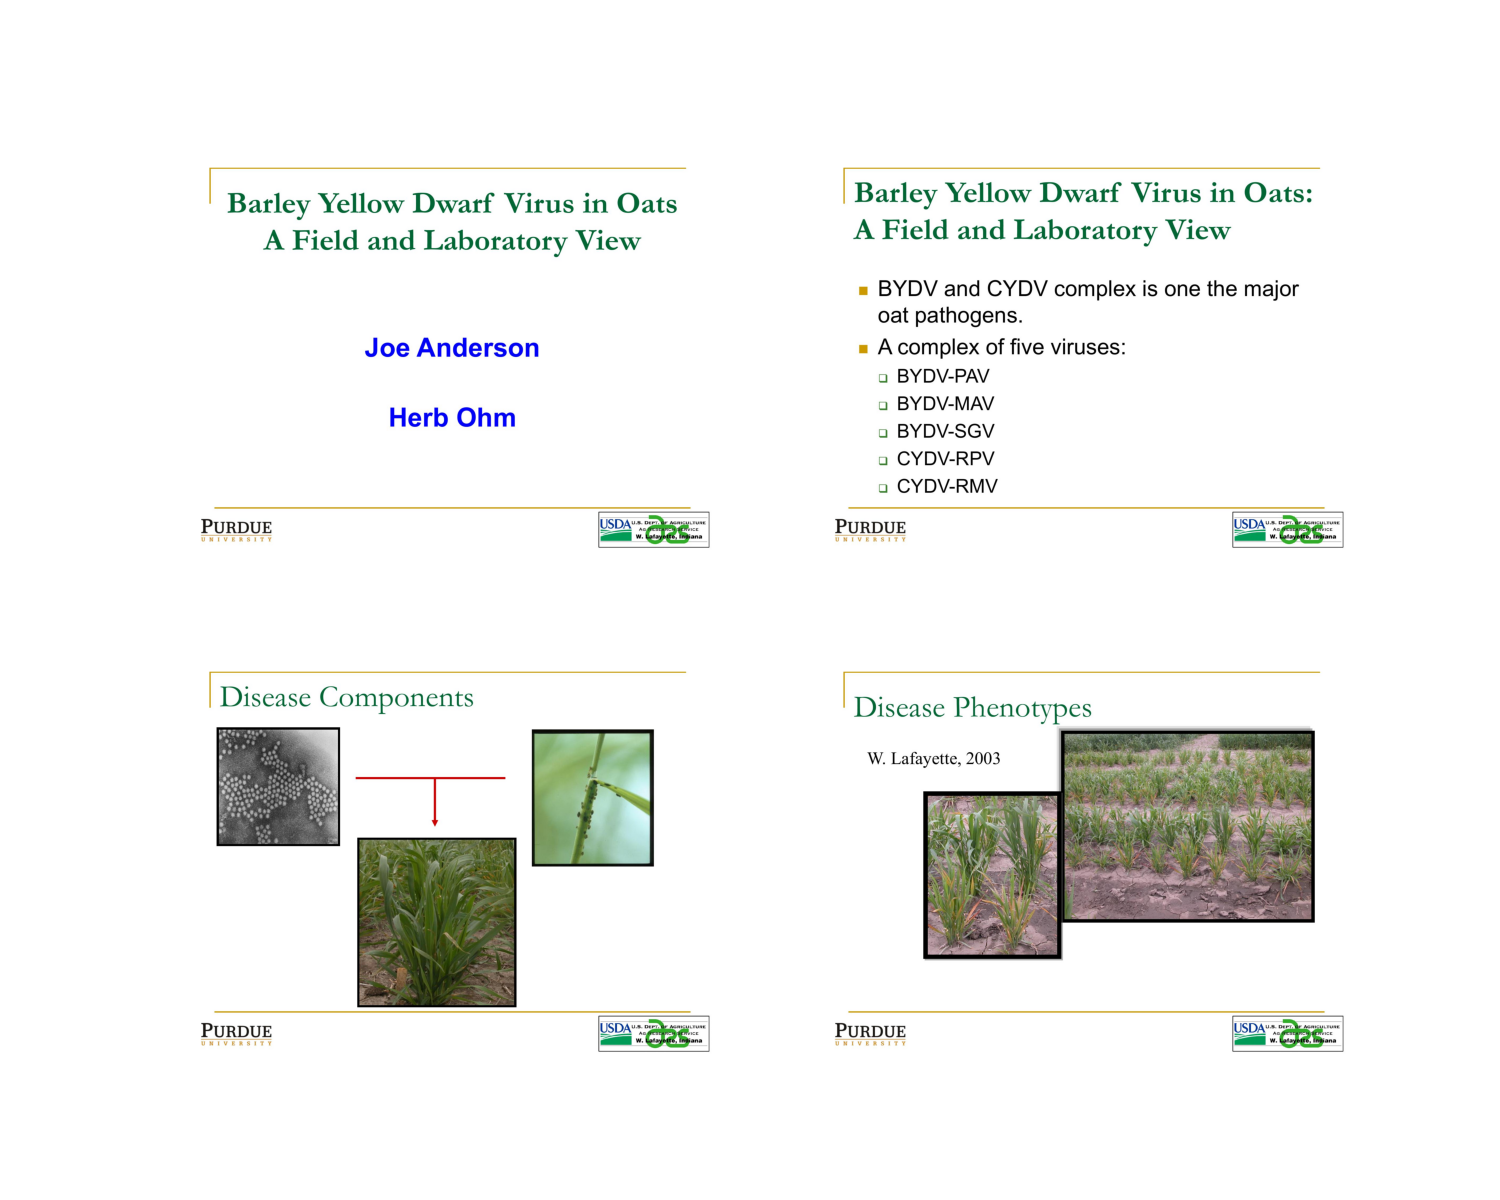 Barley Yellow Dwarf Virus in Oats
A Field and Laboratory View
Joe Anderson
Herb Ohm
PURDUE
UNIVERSITY
USDA U.S. DEPT. OF AGRICULTURE
AG RESEARCH SERVICE
W. Lafayette, Indiana
Barley Yellow Dwarf Virus in Oats:
A Field and Laboratory View
BYDV and CYDV complex is one the major
oat pathogens.
A complex of five viruses:
BYDV-PAV
BYDV-MAV
BYDV-SGV
CYDV-RPV
CYDV-RMV
PURDUE
UNIVERSITY
USDA U.S. DEPT. OF AGRICULTURE
AG RESEARCH SERVICE
W. Lafayette, Indiana
Disease Components
PURDUE
UNIVERSITY
USDA U.S. DEPT. OF AGRICULTURE
AG RESEARCH SERVICE
W. Lafayette, Indiana
Disease Phenotypes
W. Lafayette, 2003
PURDUE
UNIVERSITY
USDA U.S. DEPT. OF AGRICULTURE
AG RESEARCH SERVICE
W. Lafayette, Indiana